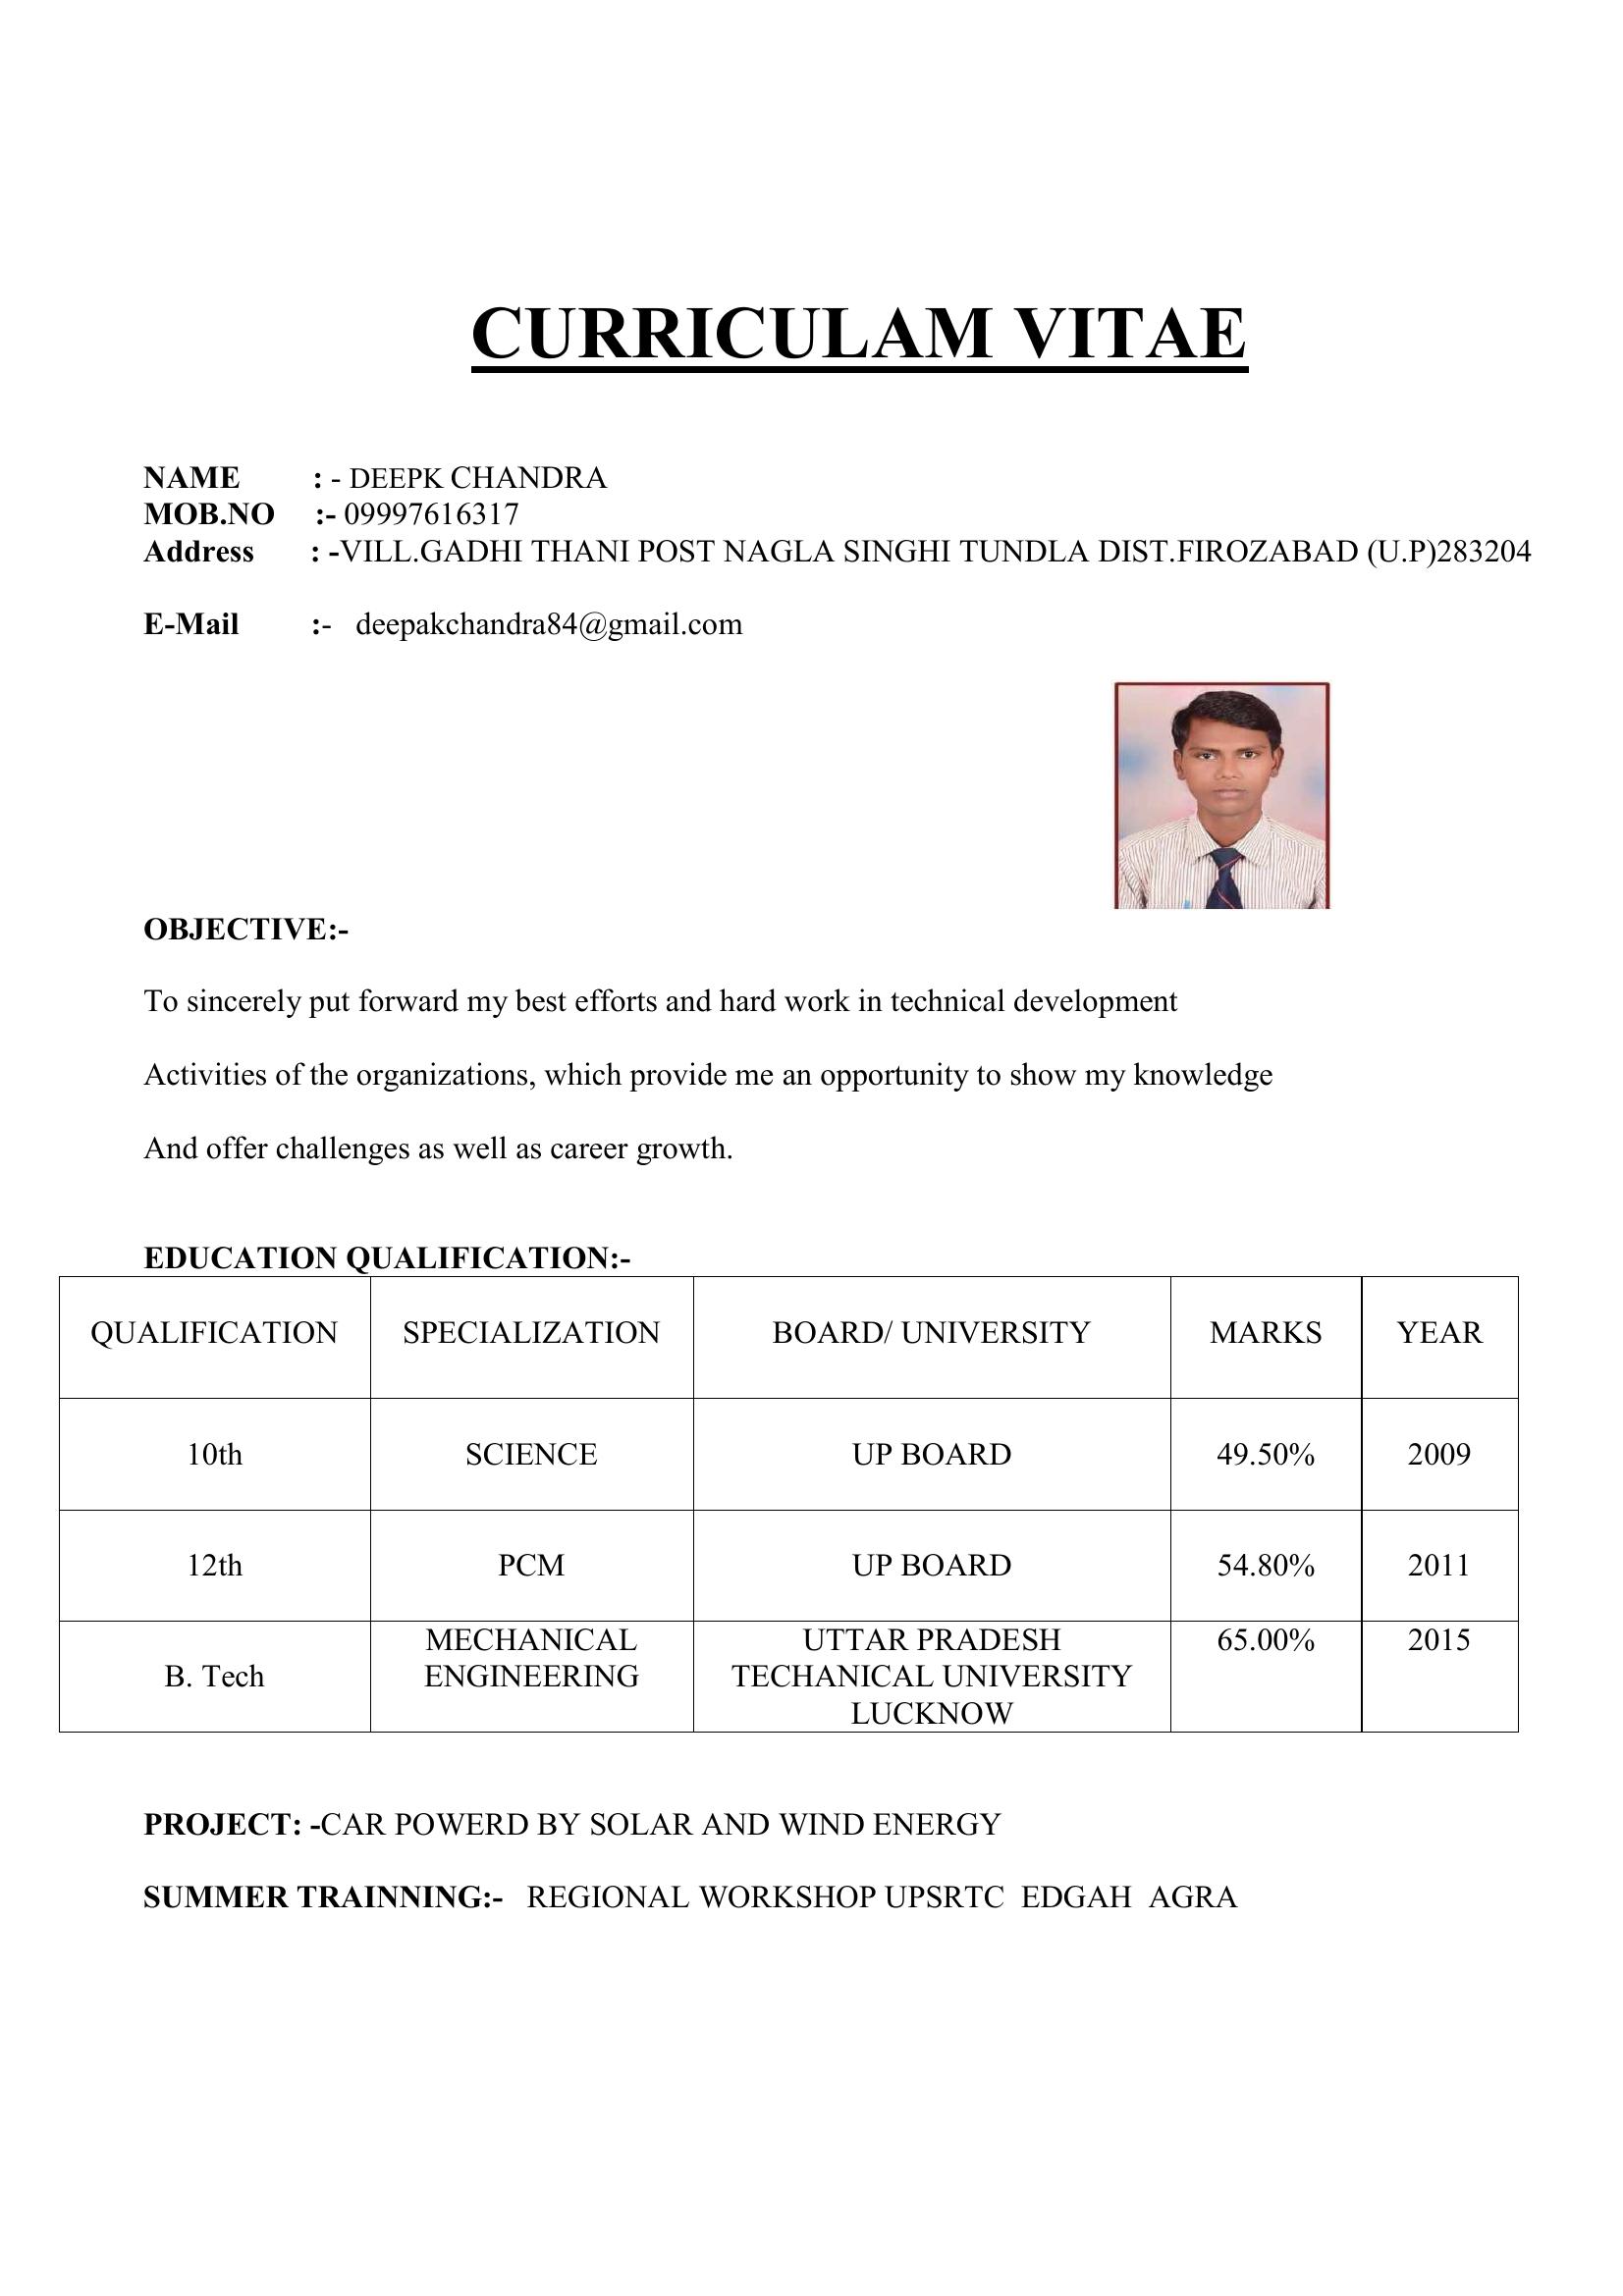 CURRICULAM VITAE
NAME : - DEEPK CHANDRA
MOB.NO :- 09997616317
Address : -VILL.GADHI THANI POST NAGLA SINGHI TUNDLA DIST.FIROZABAD (U.P)283204
E-Mail :- deepakchandra84@gmail.com
OBJECTIVE:-
To sincerely put forward my best efforts and hard work in technical development
Activities of the organizations, which provide me an opportunity to show my knowledge
And offer challenges as well as career growth.
EDUCATION QUALIFICATION:-
QUALIFICATION SPECIALIZATION BOARD/ UNIVERSITY MARKS YEAR
10th SCIENCE UP BOARD 49.50% 2009
12th PCM UP BOARD 54.80% 2011
MECHANICAL UTTAR PRADESH 65.00% 2015
B. Tech ENGINEERING TECHANICAL UNIVERSITY
LUCKNOW
PROJECT: -CAR POWERD BY SOLAR AND WIND ENERGY
SUMMER TRAINNING:- REGIONAL WORKSHOP UPSRTC EDGAH AGRA